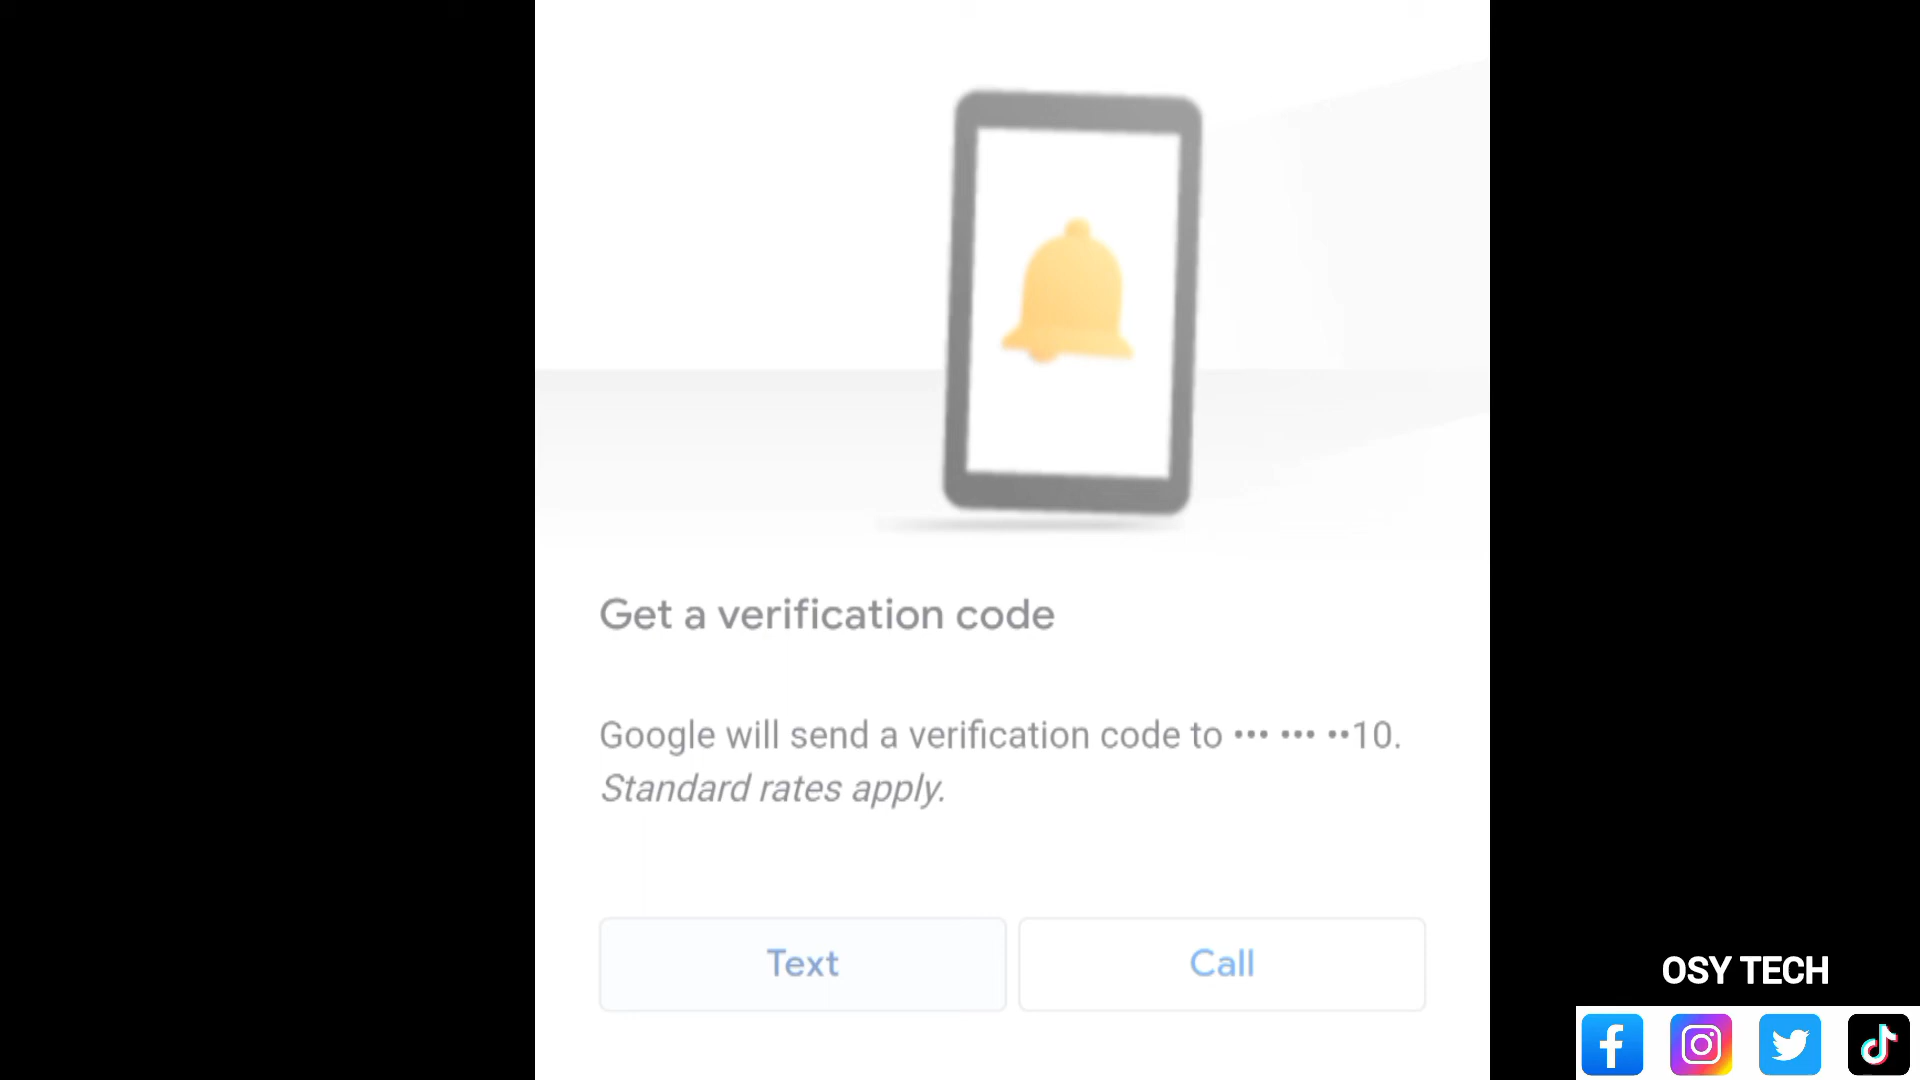 Get a verification code
Google will send a verification code to ••• ••• ••10.
Standard rates apply.
Text
Call
OSY TECH